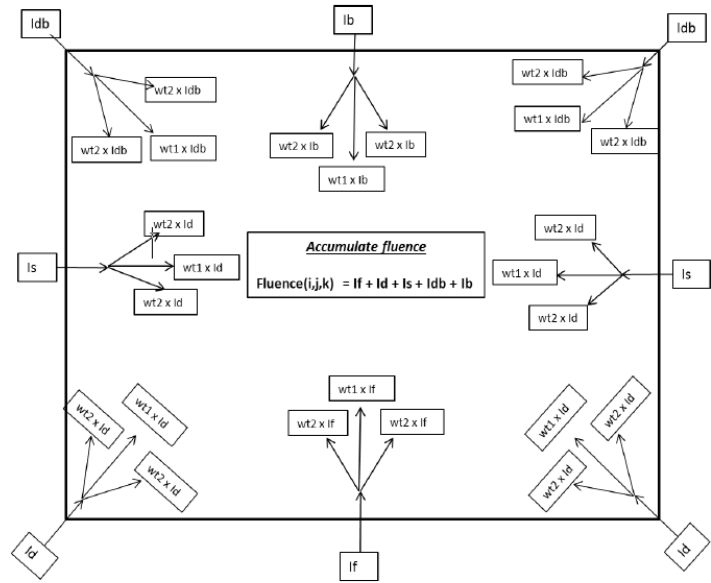 Idb
Ib
Idb
wt2 x Idb
wt2 x Idb
wt1 x Idb
wt2 x Ib
wt2 x Ib
wt1 x Ib
wt2 x Idb
wt1 x Idb
wt2 x Idb
Is
wt2 x Id
wt1 x Id
wt2 x Id
Accumulate fluence
Fluence(i,j,k) = If + Id + Is + Idb + Ib
wt2 x Id
wt1 x Id
wt2 x Id
Is
wt2 x Id
wt1 x Id
wt2 x Id
wt1 x If
wt2 x If
wt2 x If
wt1 x Id
wt2 x Id
wt2 x Id
Id
If
Id